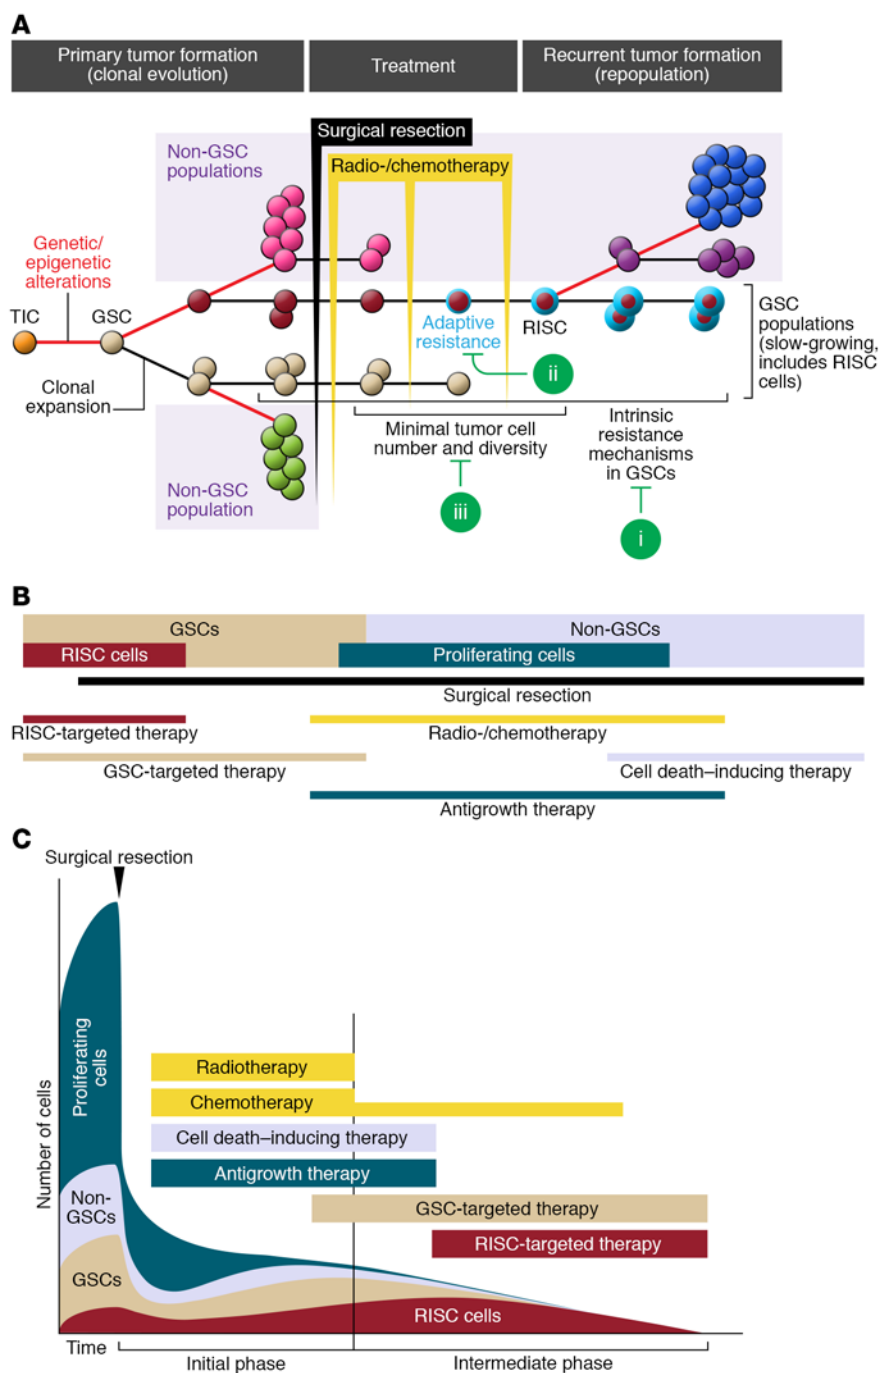 A
Primary tumor formation
(clonal evolution)
Treatment
Recurrent tumor formation
(repopulation)
Surgical resection
Non-GSC
populations
Radio-/chemotherapy
Genetic/
epigenetic
alterations
TIC
GSC
Adaptive
resistance
RISC
GSC
populations
(slow-growing,
includes RISC
cells)
Clonal
expansion
ii
Minimal tumor cell
number and diversity
Intrinsic
resistance
mechanisms
in GSCs
Non-GSC
population
iii
i
B
GSCs
Non-GSCs
RISC cells
Proliferating cells
Surgical resection
RISC-targeted therapy
Radio-/chemotherapy
GSC-targeted therapy
Cell death–inducing therapy
Antigrowth therapy
C
Surgical resection
Number of cells
Proliferating
cells
Radiotherapy
Chemotherapy
Cell death–inducing therapy
Antigrowth therapy
Non-
GSCs
GSC-targeted therapy
RISC-targeted therapy
GSCs
RISC cells
Time
Initial phase
Intermediate phase